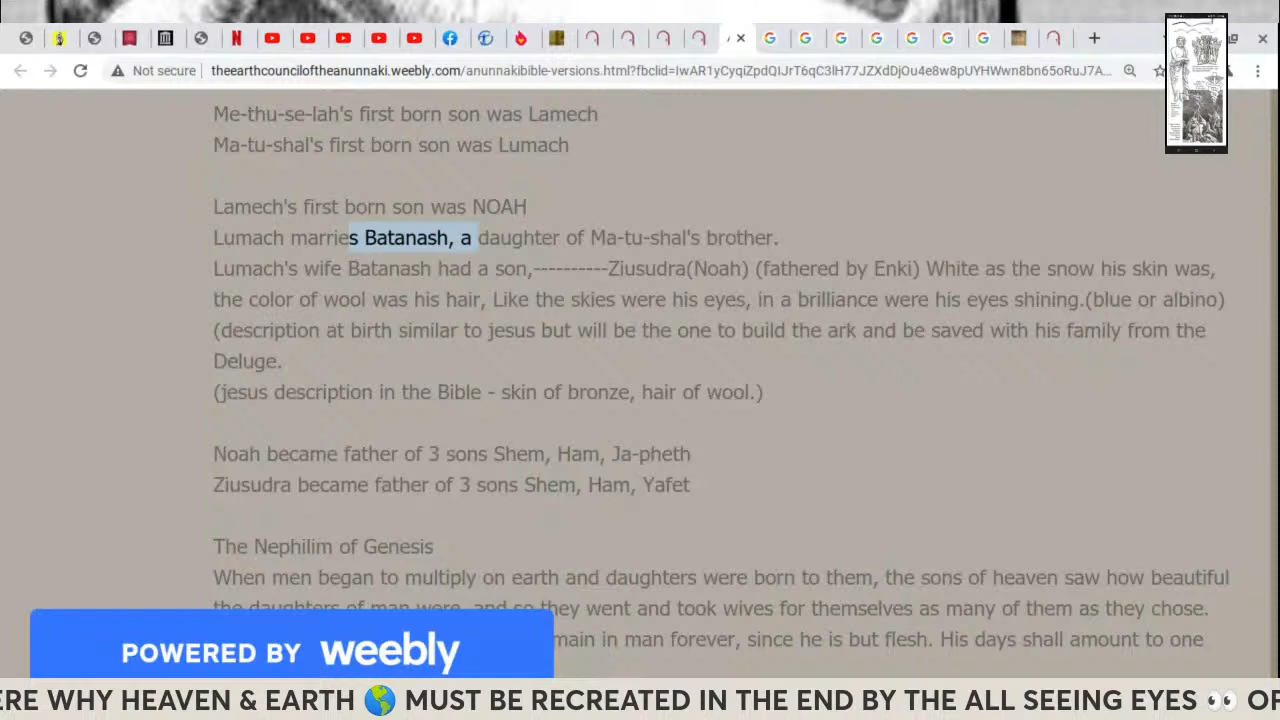 Not secure
theearthcounciloftheanunnaki.weebly.com/anunnakibible-versions.html?fbclid=
Me-thu-se-lah's first born son was Lamech
Ma-tu-shal's first born son was Lumach
Lamech's first born son was NOAH
Lumach marries Batanash, a daughter of Ma-tu-shal's brother.
Lumach's wife Batanash had a son,----------Ziusudra(Noah) (fathered by Enki) White as the snow his skin was,
the color of wool was his hair, Like the skies were his eyes, in a brilliance were his eyes shining.(blue or albino)
(description at birth similar to jesus but will be the one to build the ark and be saved with his family from the
Deluge.
(jesus description in the Bible - skin of bronze, hair of wool.)
Noah became father of 3 sons Shem, Ham, Ja-pheth
Ziusudra became father of 3 sons Shem, Ham, Yafet
The Nephilim of Genesis
When men began to multiply on earth and daughters were born to them, the sons of heaven saw how beautiful
the daughters of man were, and so they went and took wives for themselves as many of them as they chose.
main in man forever, since he is but flesh. His days shall amount to one
POWERED BY weebly
ERE WHY HEAVEN & EARTH 🌎 MUST BE RECREATED IN THE END BY THE ALL SEEING EYES 👀 OF